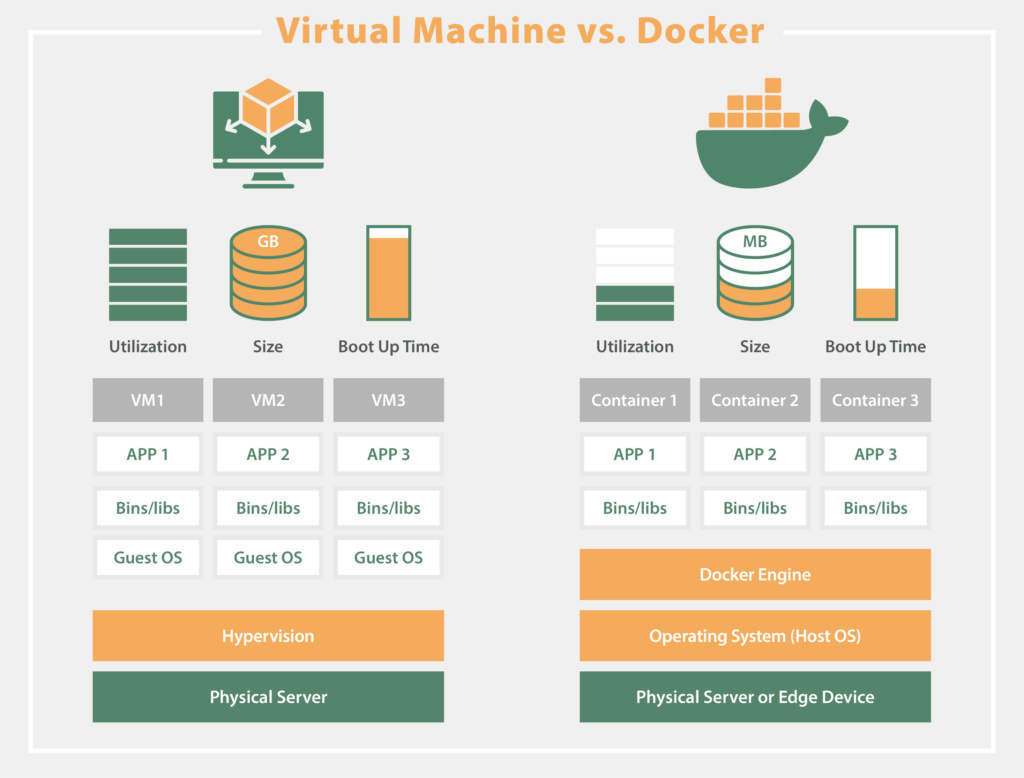 Virtual Machine vs. Docker
GB
Utilization
Size
Boot Up Time
VM1
VM2
VM3
APP 1
APP 2
APP 3
Bins/libs
Bins/libs
Bins/libs
Guest OS
Guest OS
Guest OS
Hypervision
Physical Server
MB
Utilization
Size
Boot Up Time
Container 1
Container 2
Container 3
APP 1
APP 2
APP 3
Bins/libs
Bins/libs
Bins/libs
Docker Engine
Operating System (Host OS)
Physical Server or Edge Device